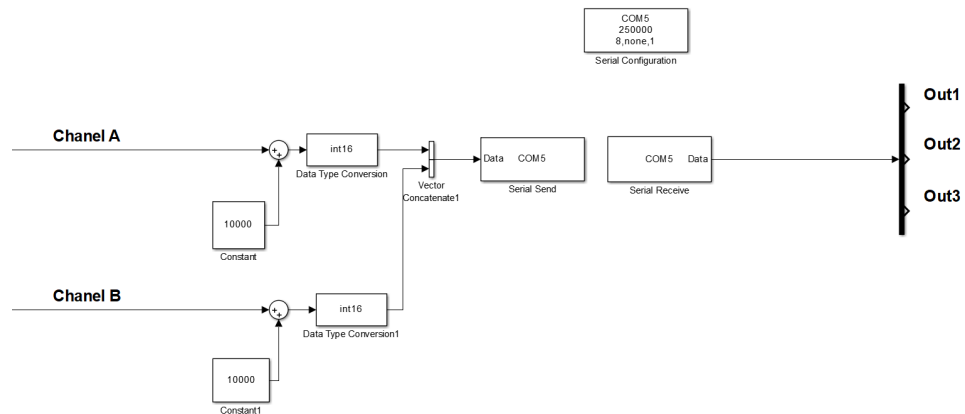 COM5
250000
8,none,1
Serial Configuration
Out1
Chanel A
int16
Data Type Conversion
Vector
Concatenate1
Data
COM5
Serial Send
COM5
Data
Serial Receive
Out2
Out3
10000
Constant
Chanel B
int16
Data Type Conversion1
10000
Constant1